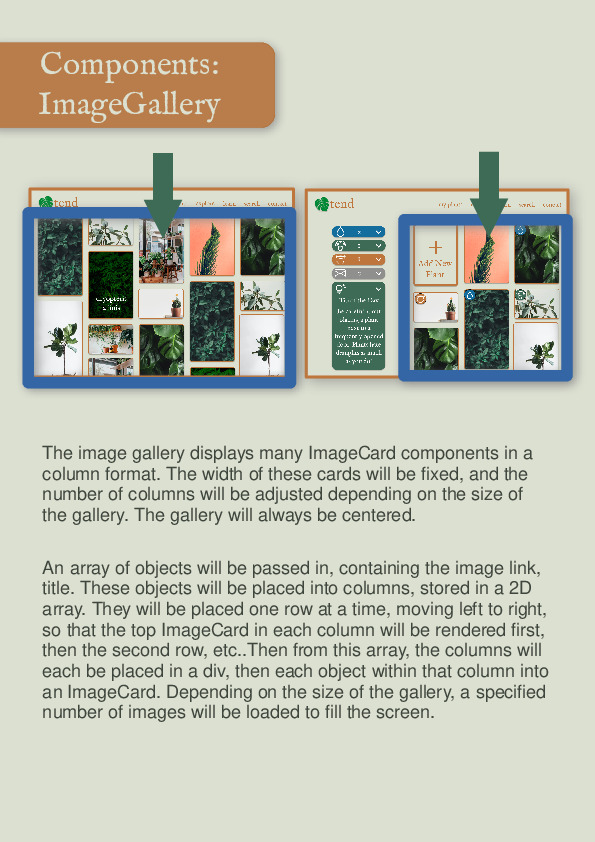 Components:
ImageGallery
tend
explore learn search contact
Cryopteris
tend
search contact
Add New
Plant
The image gallery displays many ImageCard components in a
column format. The width of these cards will be fixed, and the
number of columns will be adjusted depending on the size of
the gallery. The gallery will always be centered.
An array of objects will be passed in, containing the image link,
title. These objects will be placed into columns, stored in a 2D
array. They will be placed one row at a time, moving left to right,
so that the top ImageCard in each column will be rendered first,
then the second row, etc..Then from this array, the columns will
each be placed in a div, then each object within that column into
an ImageCard. Depending on the size of the gallery, a specified
number of images will be loaded to fill the screen.